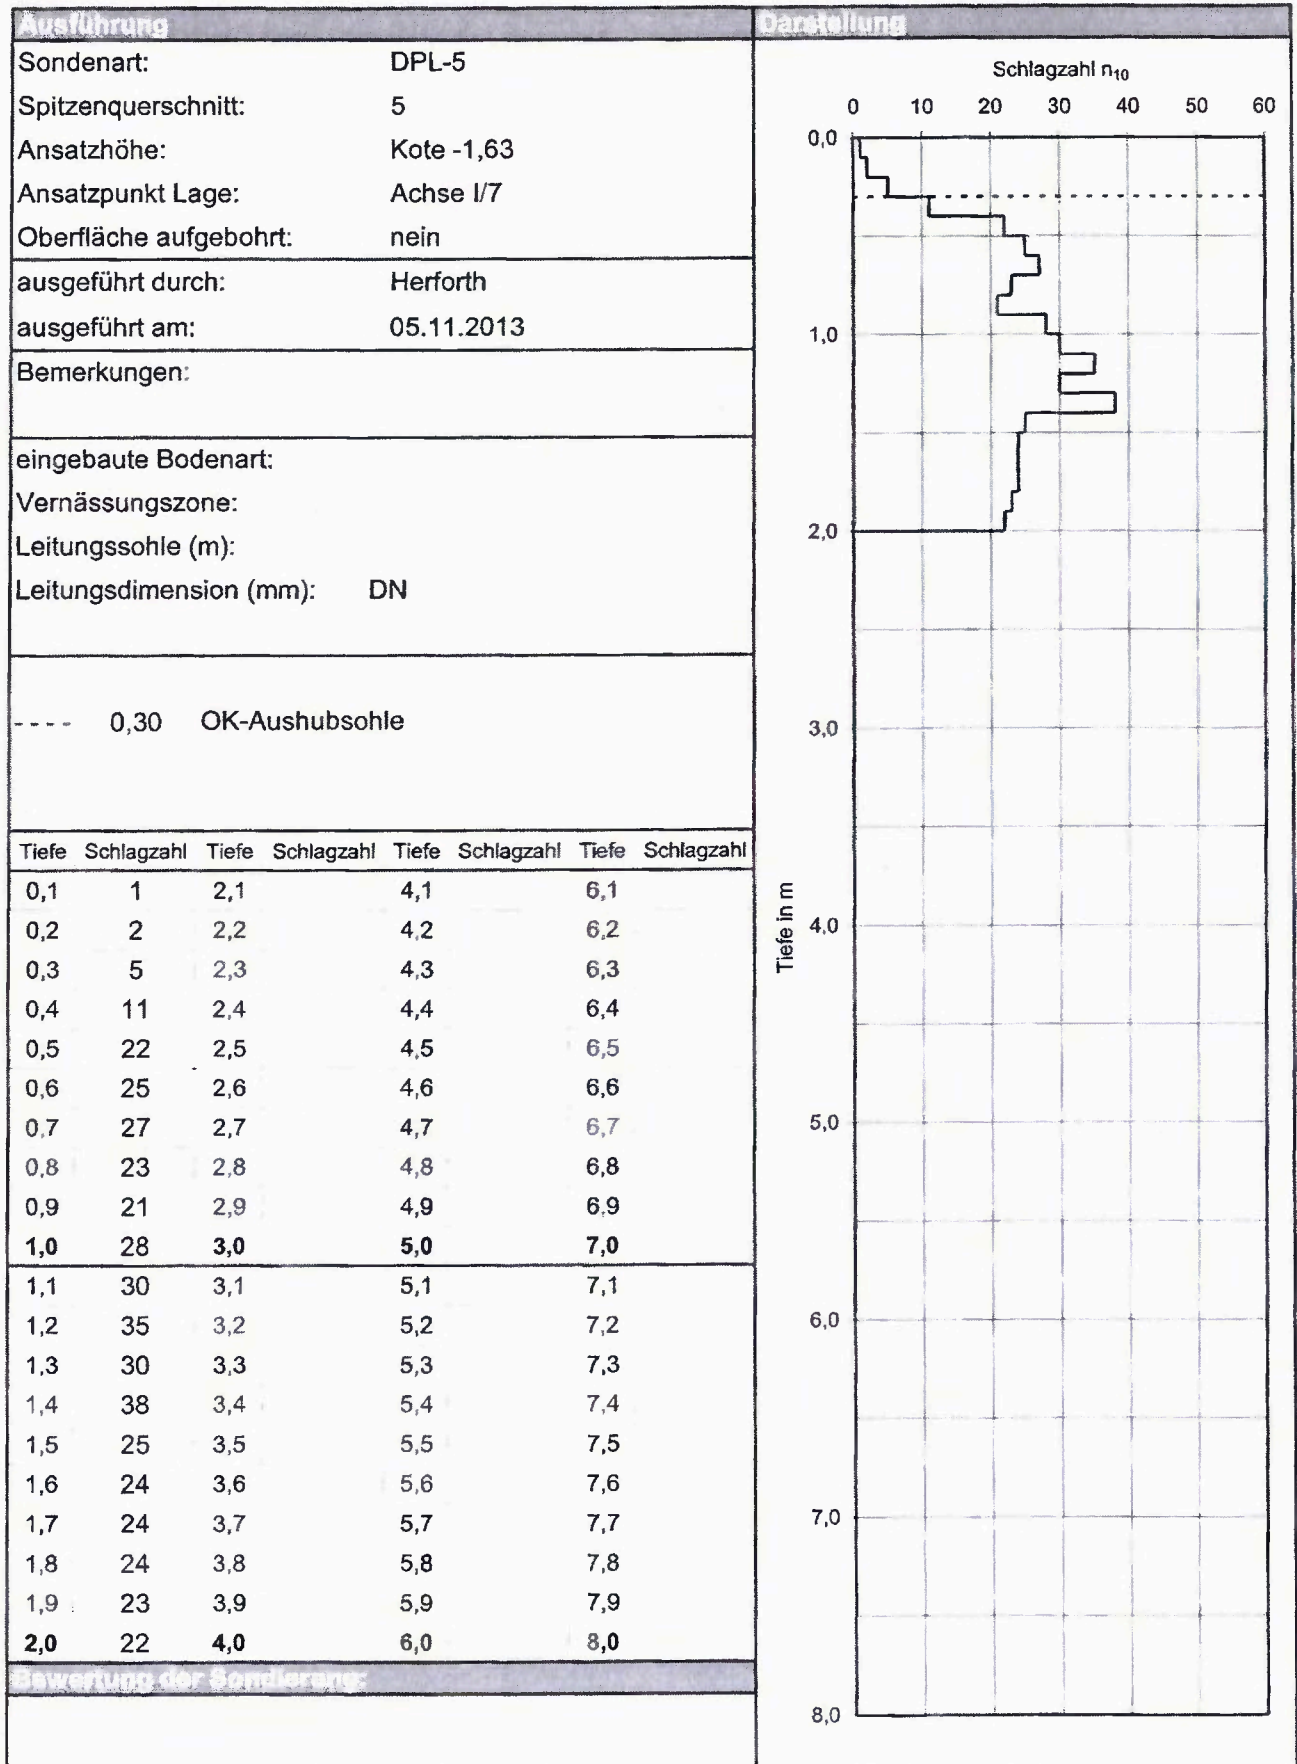 Ausführung
Sondenart: DPL-5
Spitzenquerschnitt: 5
Ansatzhöhe: Kote -1,63
Ansatzpunkt Lage: Achse I/7
Oberfläche aufgebohrt: nein
ausgeführt durch: Herforth
ausgeführt am: 05.11.2013
Bemerkungen:
eingebaute Bodenart:
Vernässungszone:
Leitungssohle (m):
Leitungsdimension (mm): DN
---- 0,30 OK-Aushubsohle
Tiefe Schlagzahl Tiefe Schlagzahl Tiefe Schlagzahl Tiefe Schlagzahl
0,1 1 2,1 4,1 6,1
0,2 2 2,2 4,2 6,2
0,3 5 2,3 4,3 6,3
0,4 11 2,4 4,4 6,4
0,5 22 2,5 4,5 6,5
0,6 25 2,6 4,6 6,6
0,7 27 2,7 4,7 6,7
0,8 23 2,8 4,8 6,8
0,9 21 2,9 4,9 6,9
1,0 28 3,0 5,0 7,0
1,1 30 3,1 5,1 7,1
1,2 35 3,2 5,2 7,2
1,3 30 3,3 5,3 7,3
1,4 38 3,4 5,4 7,4
1,5 25 3,5 5,5 7,5
1,6 24 3,6 5,6 7,6
1,7 24 3,7 5,7 7,7
1,8 24 3,8 5,8 7,8
1,9 23 3,9 5,9 7,9
2,0 22 4,0 6,0 8,0
Bewertung der Sondierung:
Darstellung
Schlagzahl n10
0 10 20 30 40 50 60
0,0
1,0
2,0
3,0
Tiefe in m
4,0
5,0
6,0
7,0
8,0